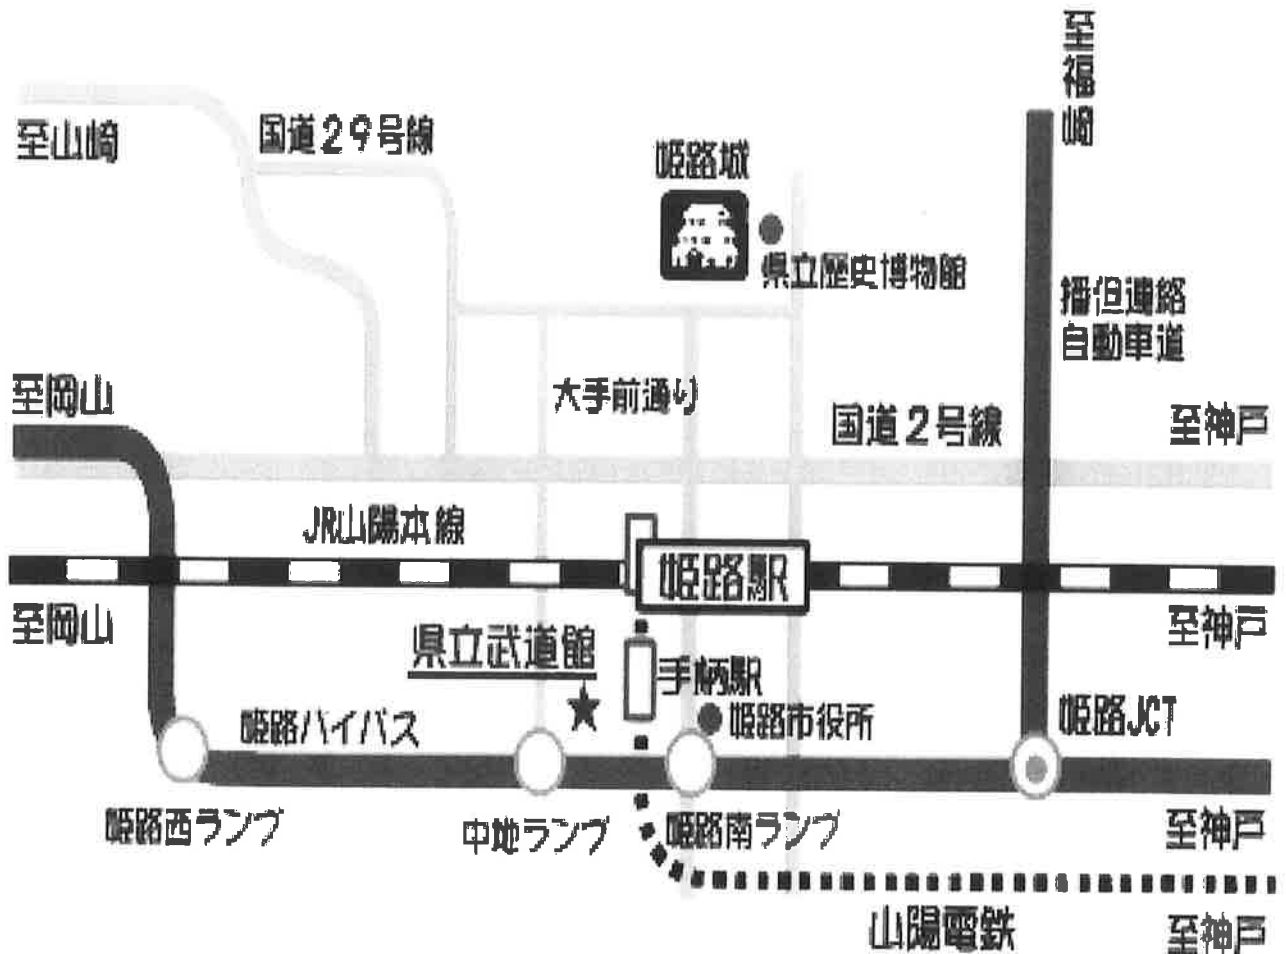 至福崎
国道29号線
至山崎
姫路城
県立歴史博物館
播但連絡
自動車道
至岡山
大手前通り
国道2号線
至神戸
JR山陽本線
姫路駅
至岡山
至神戸
県立武道館
手柄駅
姫路市役所
姫路JCT
姫路バイパス
姫路西ランプ
中地ランプ
姫路南ランプ
至神戸
山陽電鉄
至神戸